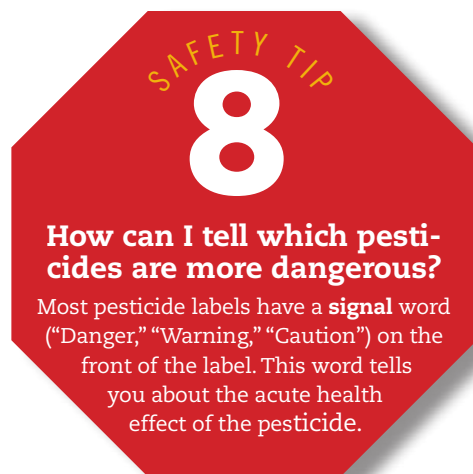 SAFETY TIP
8
How can I tell which pesti-
cides are more dangerous?
Most pesticide labels have a signal word
(“Danger,” “Warning,” “Caution”) on the
front of the label. This word tells
you about the acute health
effect of the pesticide.